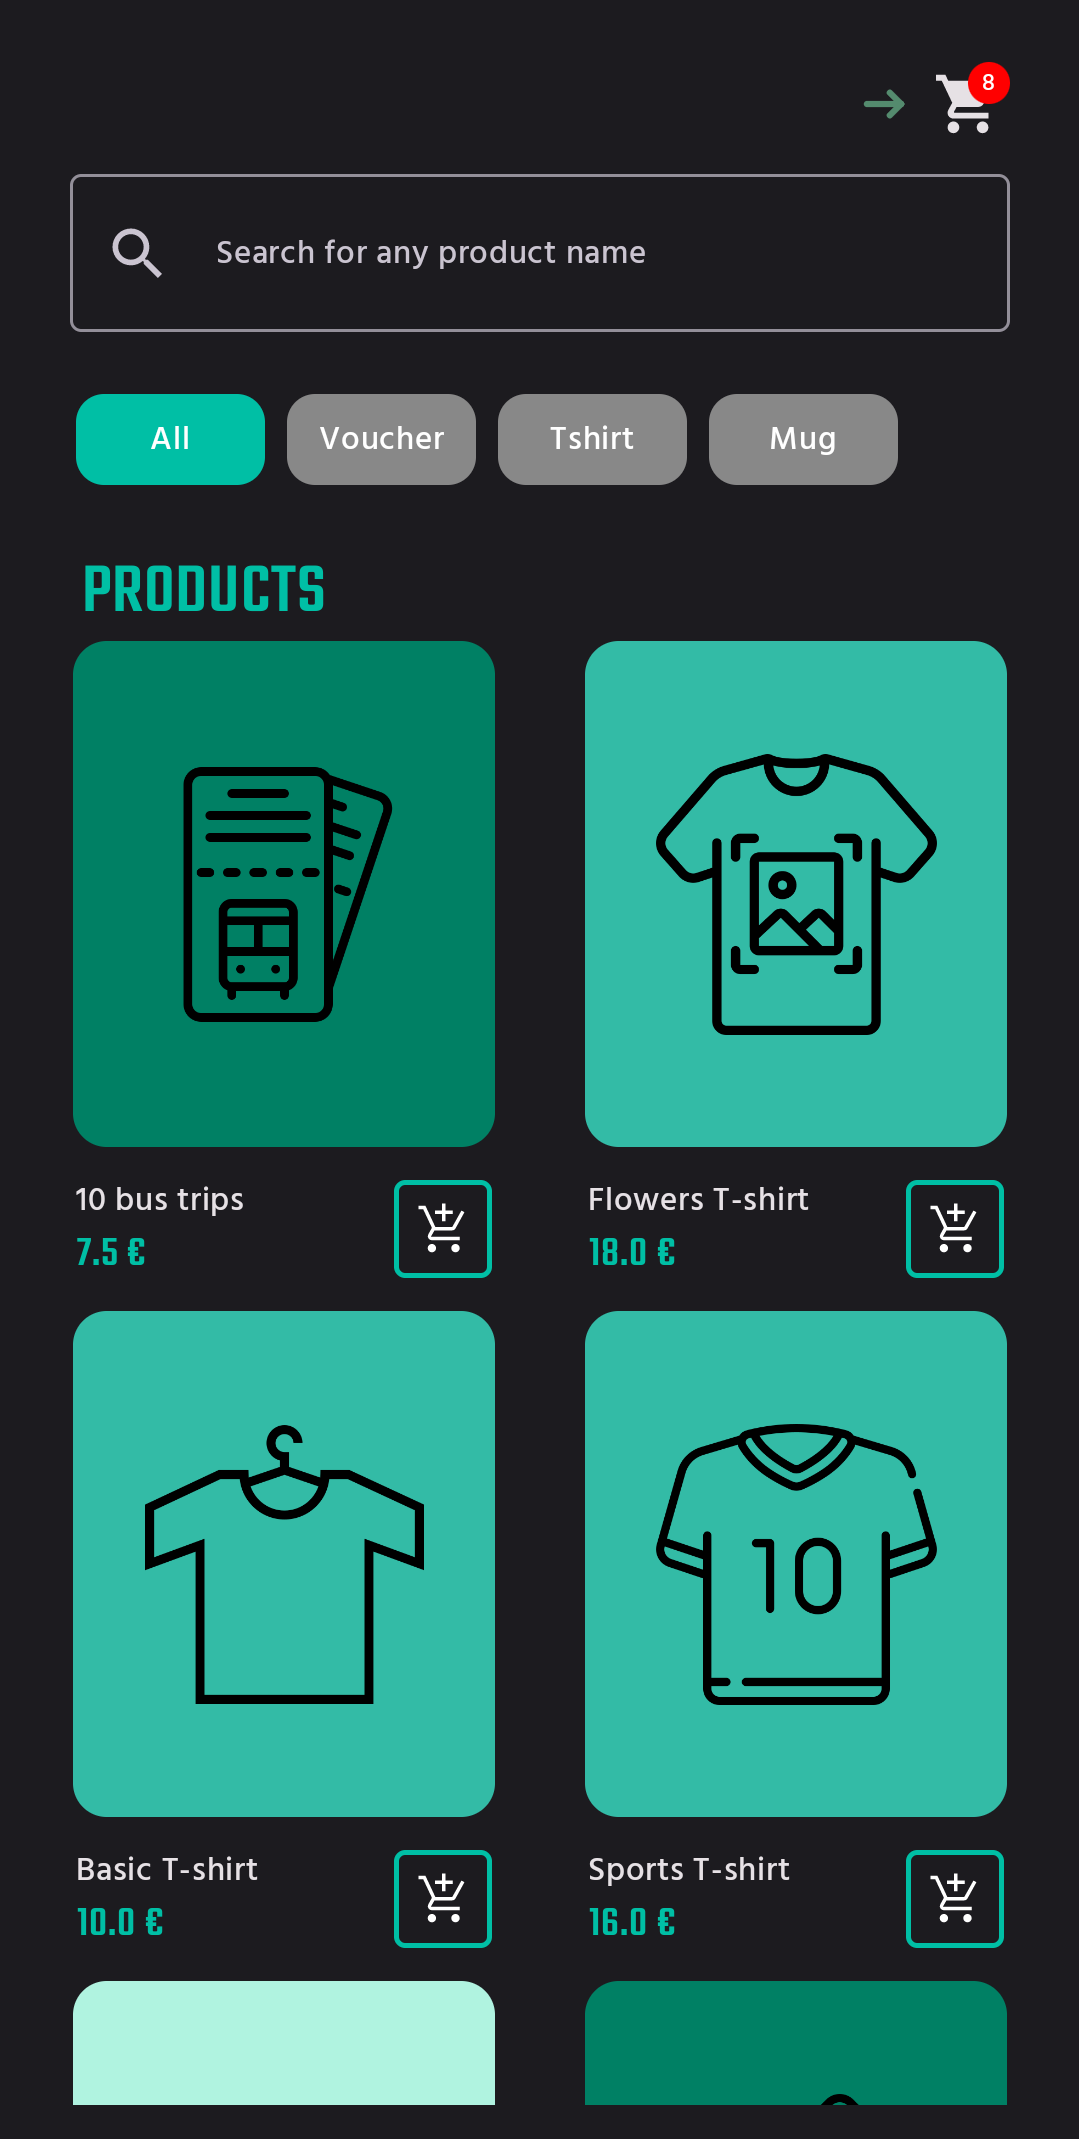 8
Search for any product name
All
Voucher
Tshirt
Mug
PRODUCTS
10 bus trips
7.5 €
Flowers T-shirt
18.0 €
10
Basic T-shirt
10.0 €
Sports T-shirt
16.0 €